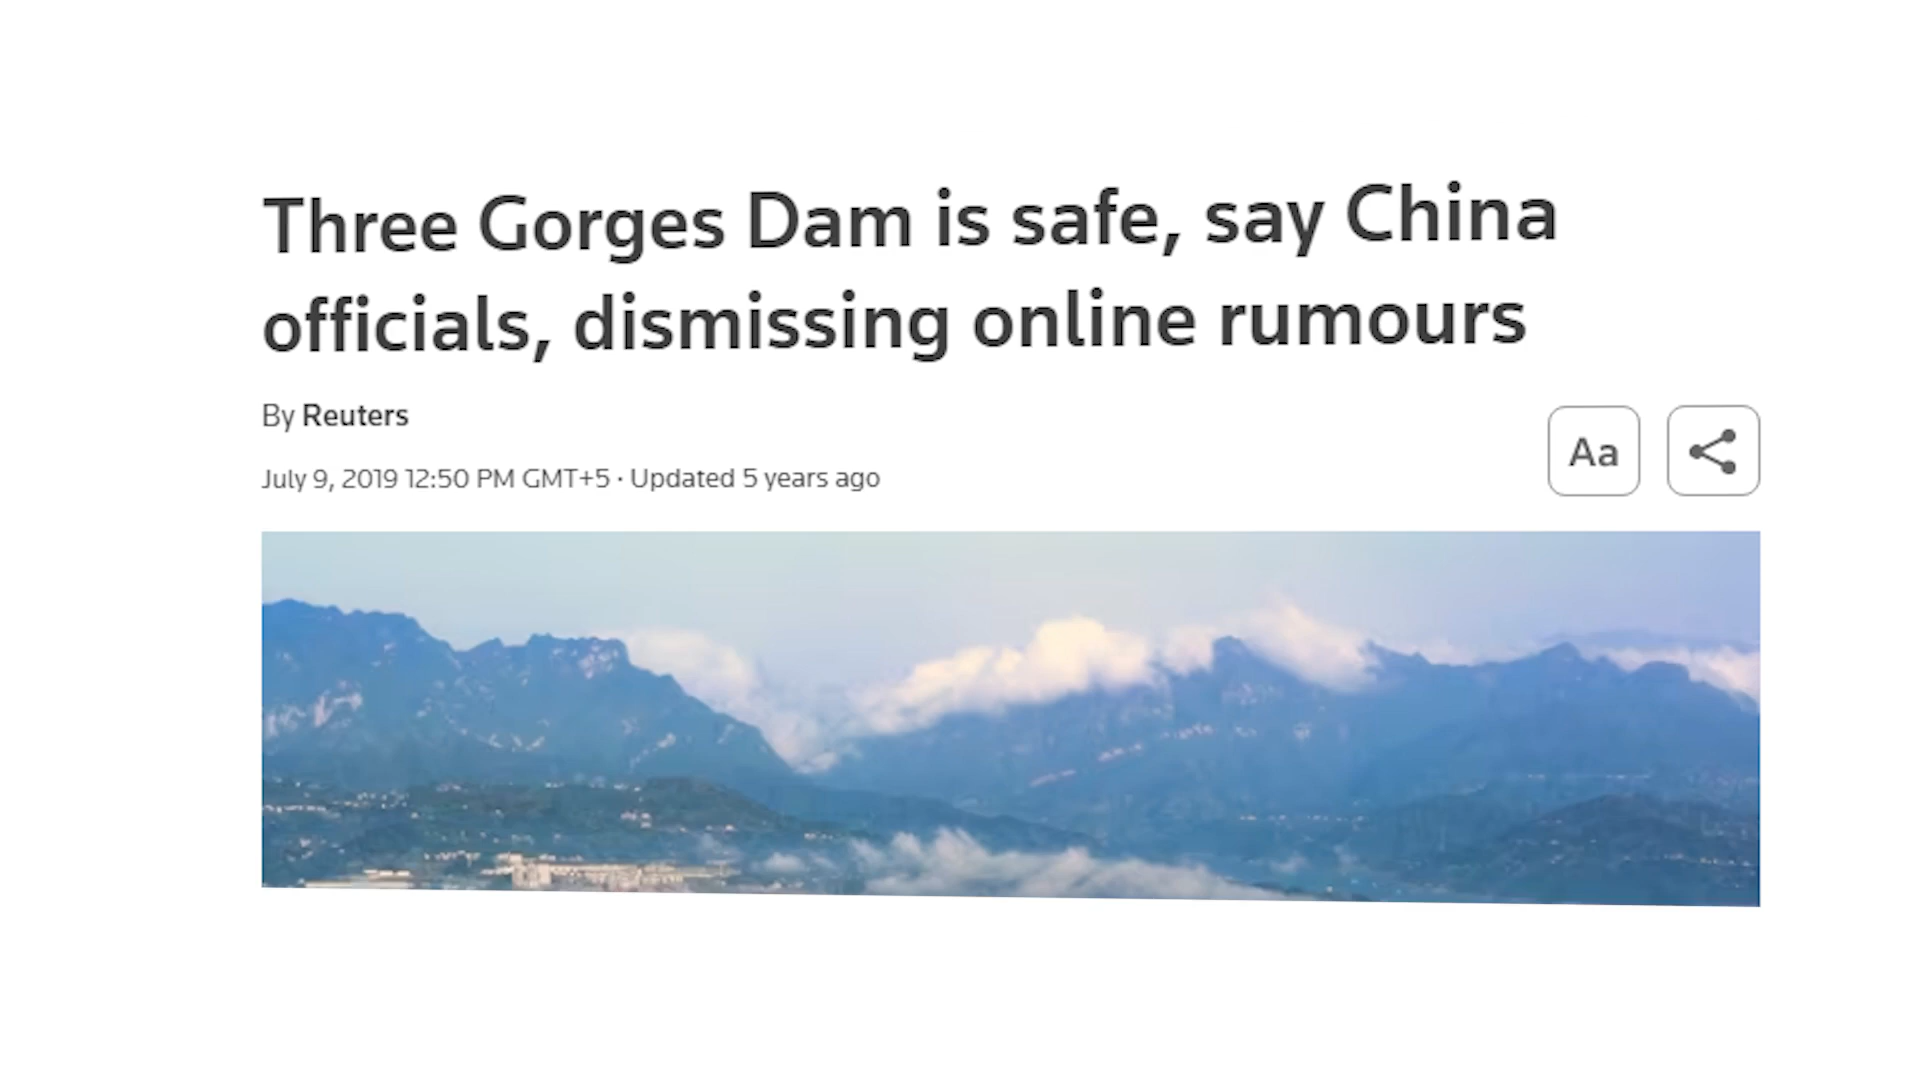 Three Gorges Dam is safe, say China
officials, dismissing online rumours
By Reuters
July 9, 2019 12:50 PM GMT+5 · Updated 5 years ago
Aa